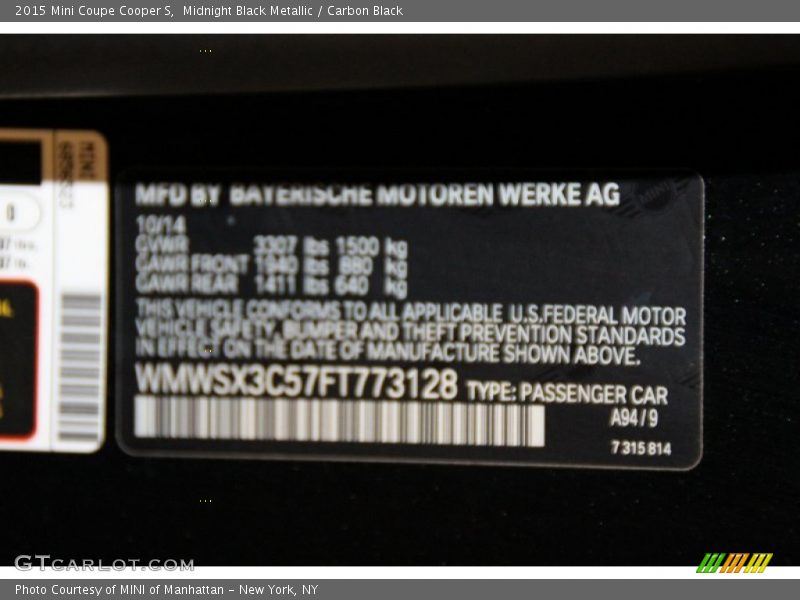 2015 Mini Coupe Cooper S,  Midnight Black Metallic / Carbon Black
MINI
0
MFD BY BAYERISCHE MOTOREN WERKE AG
10/14
GVWR 3307 lbs 1500 kg
GAWR FRONT 1940 lbs 880 kg
GAWR REAR 1411 lbs 640 kg
THIS VEHICLE CONFORMS TO ALL APPLICABLE U.S.FEDERAL MOTOR
VEHICLE SAFETY, BUMPER AND THEFT PREVENTION STANDARDS
IN EFFECT ON THE DATE OF MANUFACTURE SHOWN ABOVE.
WMWSX3C57FT773128 TYPE: PASSENGER CAR
A94 / 9
7 315 814
GTcarlot.com
Photo Courtesy of MINI of Manhattan - New York, NY